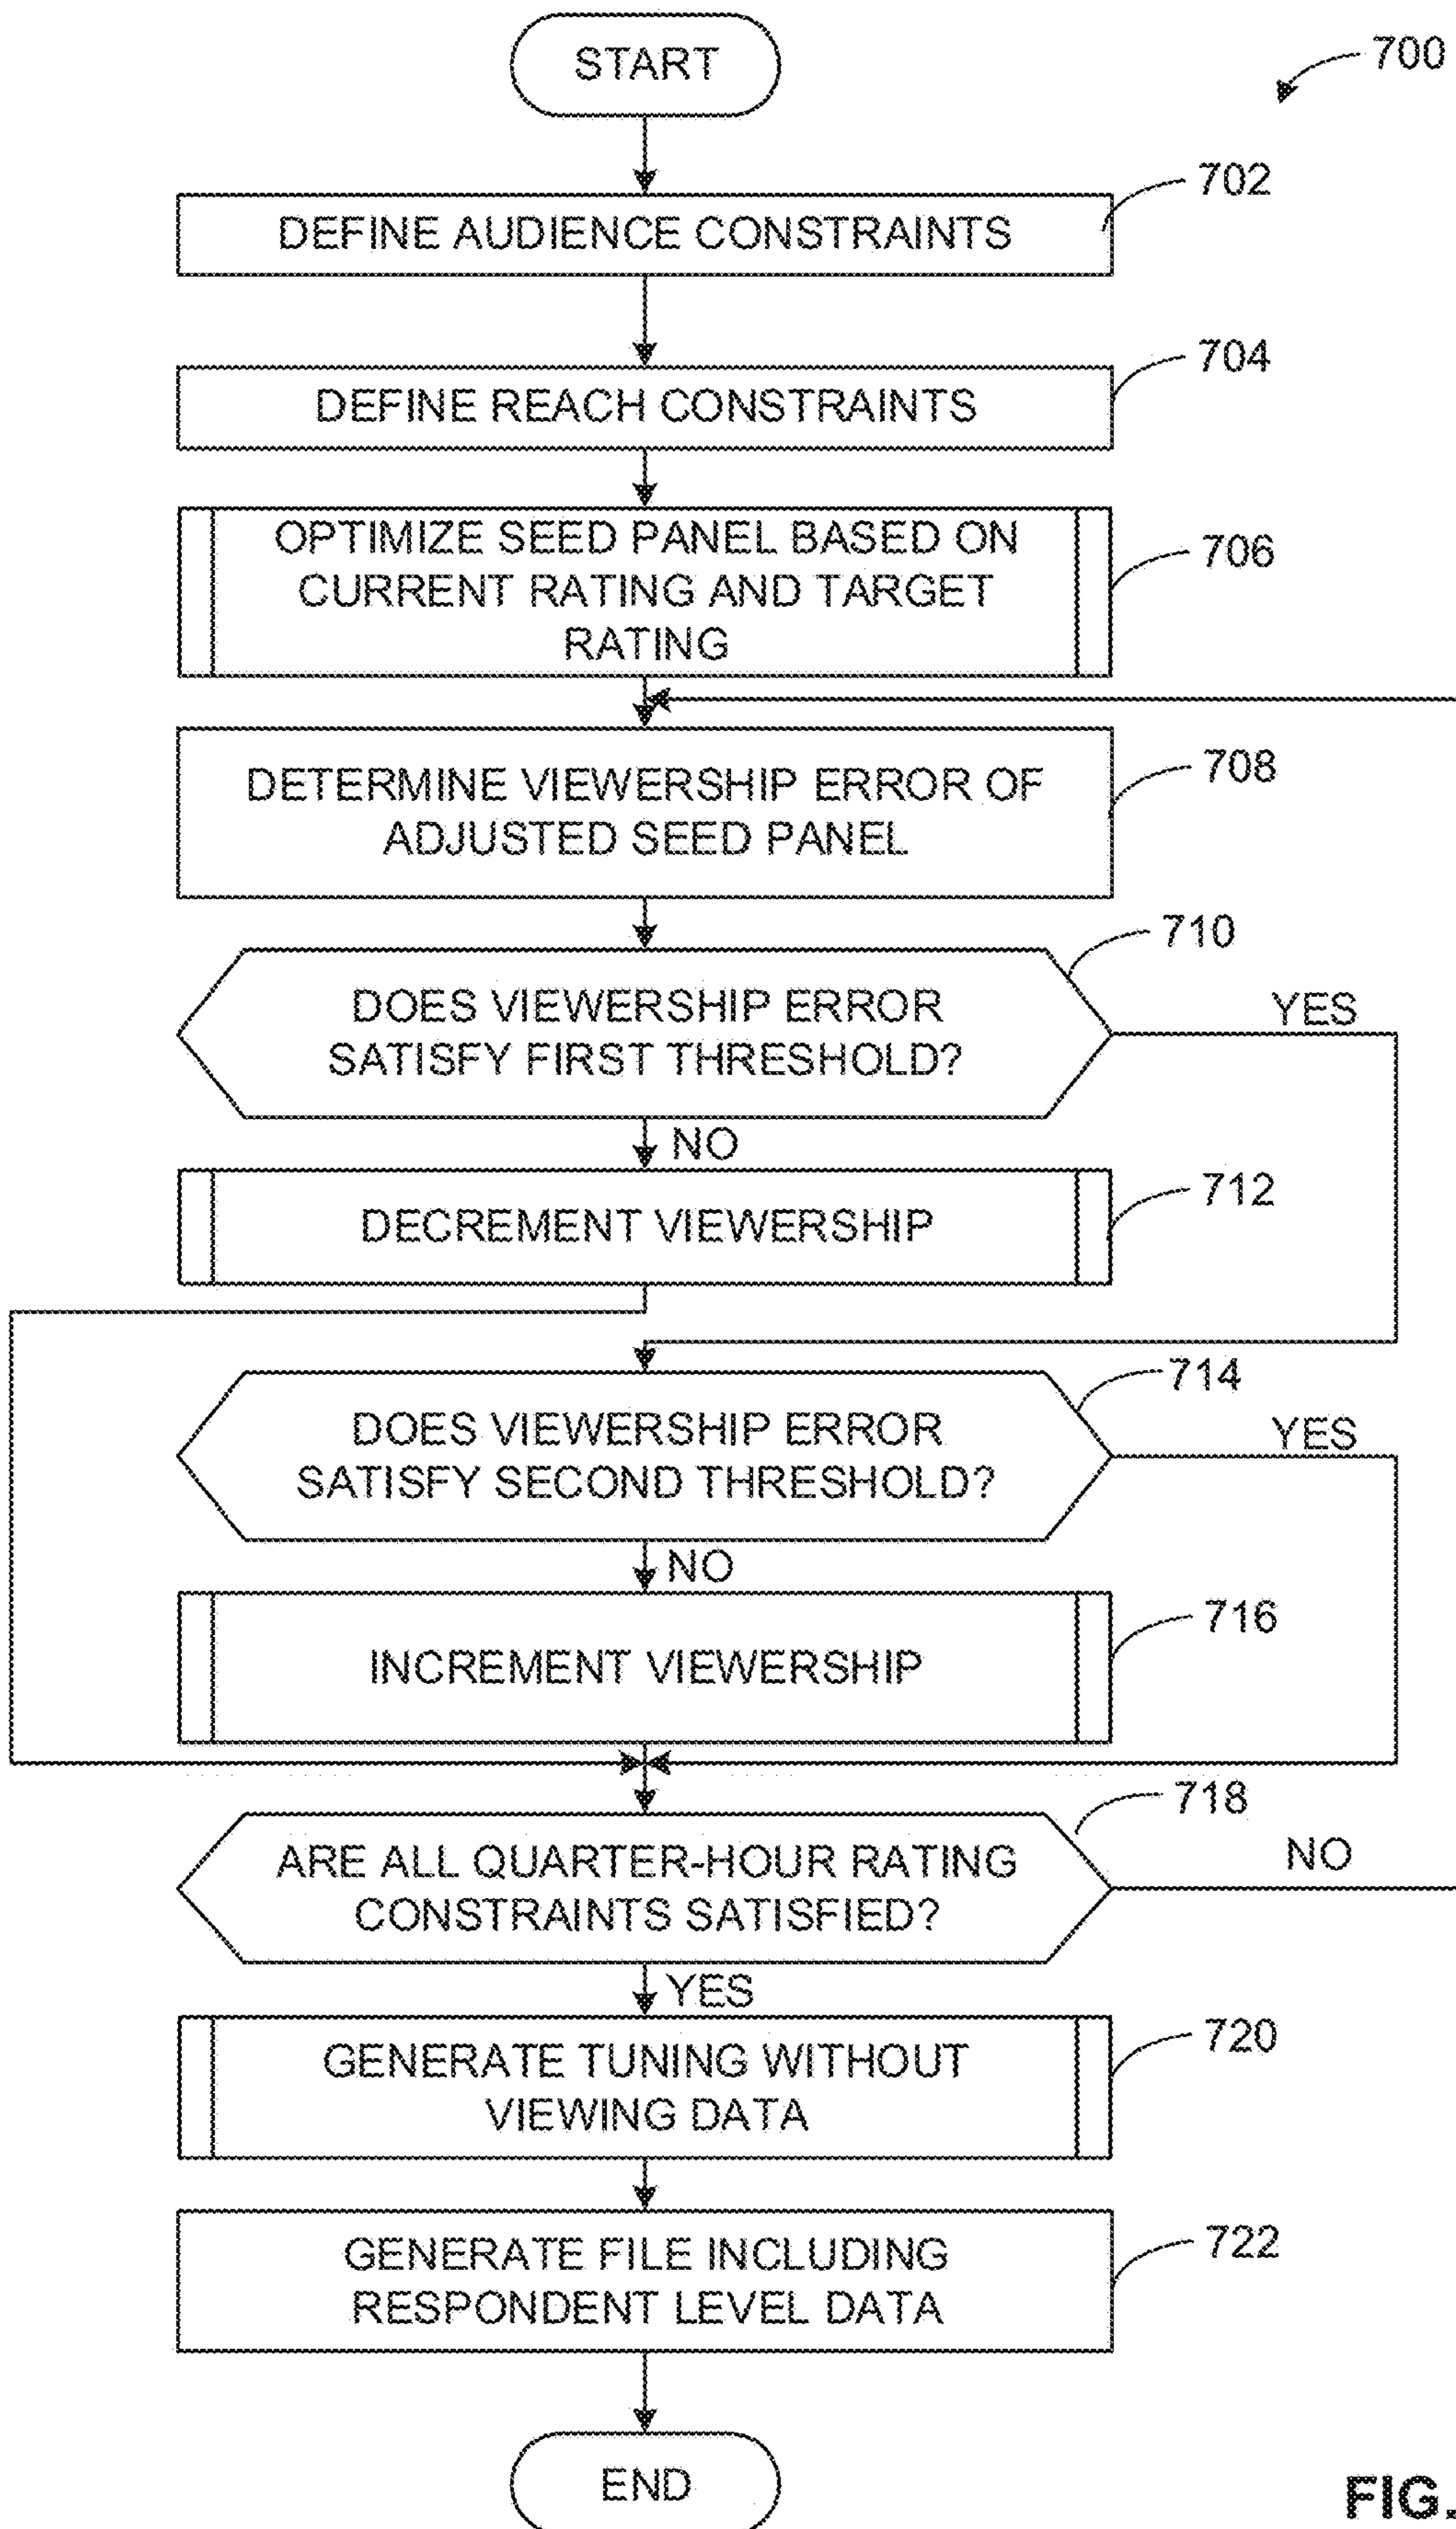 START
700
702
DEFINE AUDIENCE CONSTRAINTS
704
DEFINE REACH CONSTRAINTS
OPTIMIZE SEED PANEL BASED ON
CURRENT RATING AND TARGET
RATING
706
DETERMINE VIEWERSHIP ERROR OF
ADJUSTED SEED PANEL
708
710
DOES VIEWERSHIP ERROR
SATISFY FIRST THRESHOLD?
YES
NO
DECREMENT VIEWERSHIP
712
714
DOES VIEWERSHIP ERROR
SATISFY SECOND THRESHOLD?
YES
NO
INCREMENT VIEWERSHIP
716
718
ARE ALL QUARTER-HOUR RATING
CONSTRAINTS SATISFIED?
NO
YES
GENERATE TUNING WITHOUT
VIEWING DATA
720
GENERATE FILE INCLUDING
RESPONDENT LEVEL DATA
722
END
FIG.